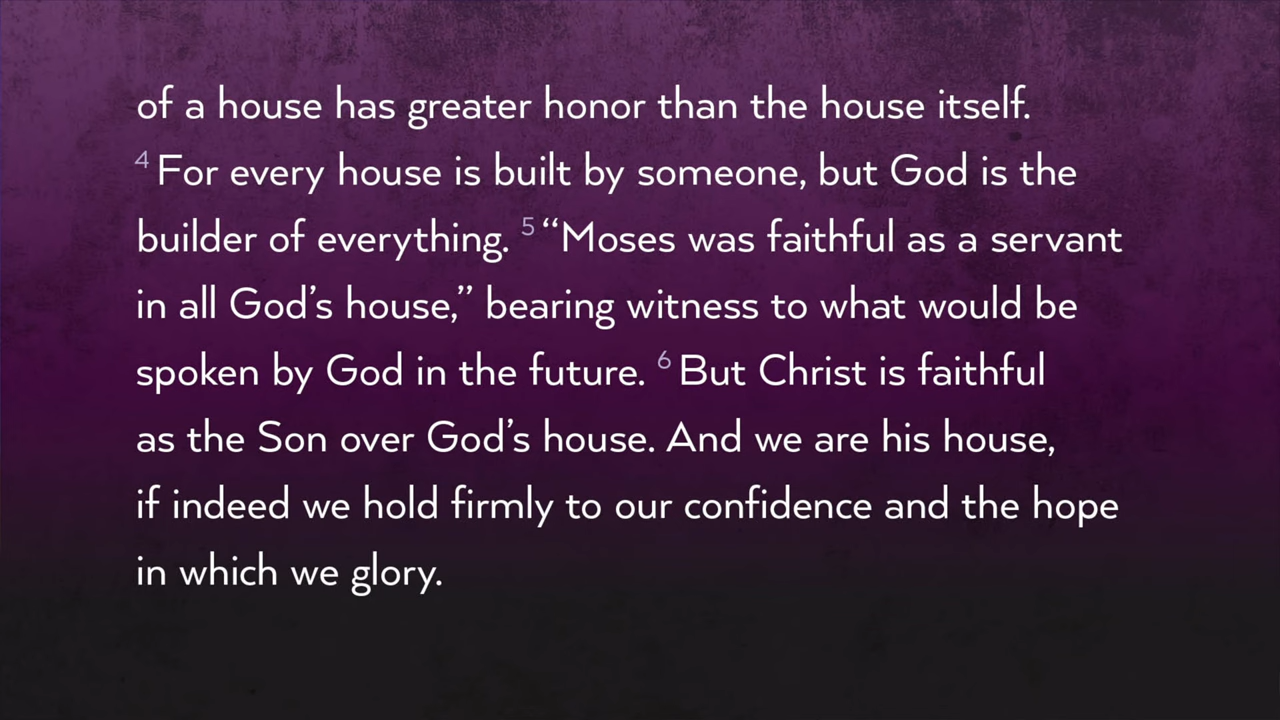 of a house has greater honor than the house itself.
4 For every house is built by someone, but God is the
builder of everything. 5 “Moses was faithful as a servant
in all God’s house,” bearing witness to what would be
spoken by God in the future. 6 But Christ is faithful
as the Son over God’s house. And we are his house,
if indeed we hold firmly to our confidence and the hope
in which we glory.